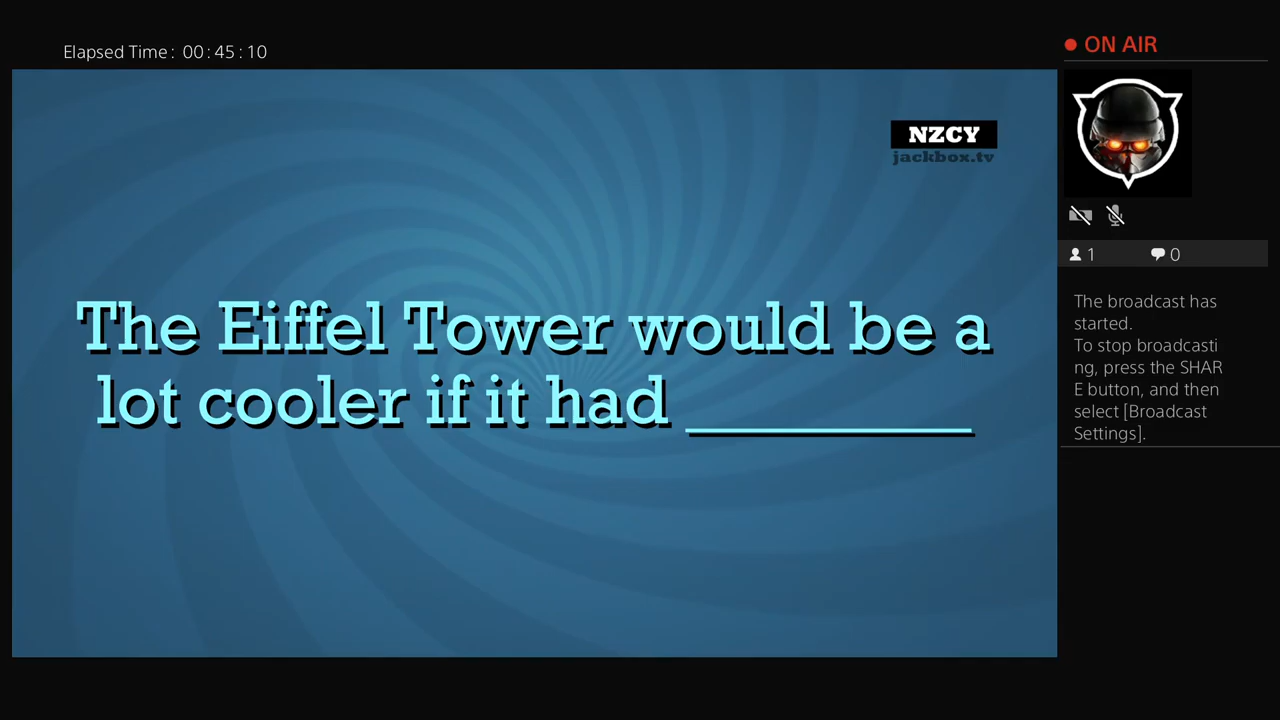 Elapsed Time: 00:45:10
ON AIR
NZCY
jackbox.tv
1 0
The Eiffel Tower would be a
lot cooler if it had __________
The broadcast has
started.
To stop broadcasti
ng, press the SHAR
E button, and then
select [Broadcast
Settings].